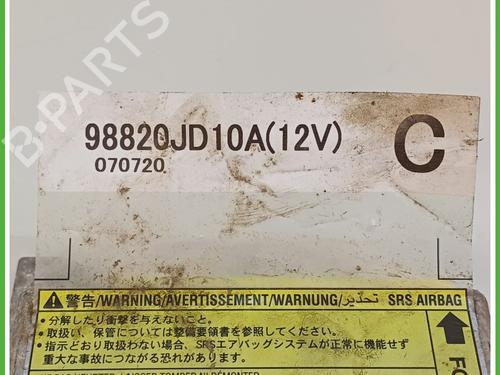 B-PARTS
98820JD10A(12V)
C
070720
警告/WARNING/AVERTISSEMENT/WARNUNG/تحذير SRS AIRBAG
•分解したり衝撃を与えないこと。
•取扱い、保管については整備要領書を参照してください。
•指示どおり取扱わない場合、SRSエアバッグシステムが正常に機能せず
重大な事故につながる恐れがあります。